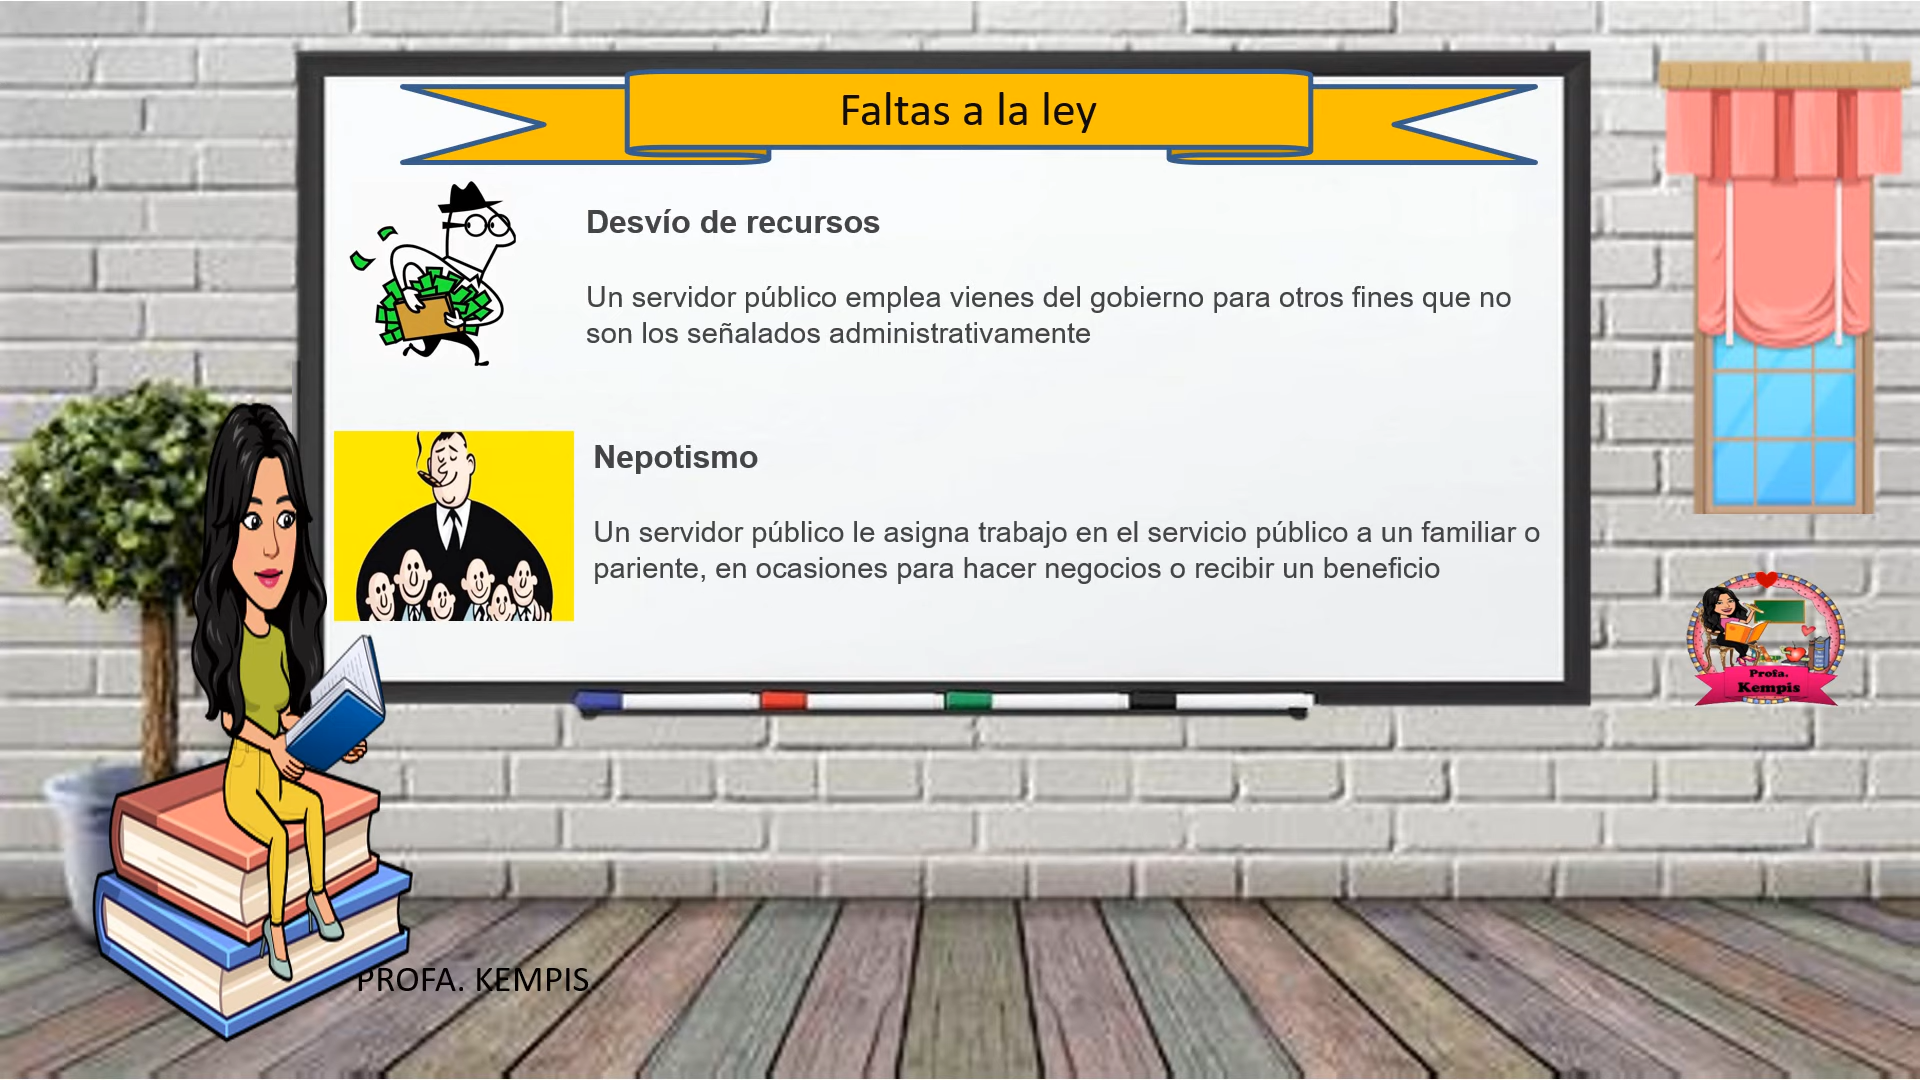 Faltas a la ley
Desvío de recursos
Un servidor público emplea vienes del gobierno para otros fines que no
son los señalados administrativamente
Nepotismo
Un servidor público le asigna trabajo en el servicio público a un familiar o
pariente, en ocasiones para hacer negocios o recibir un beneficio
Profa.
Kempis
PROFA. KEMPIS